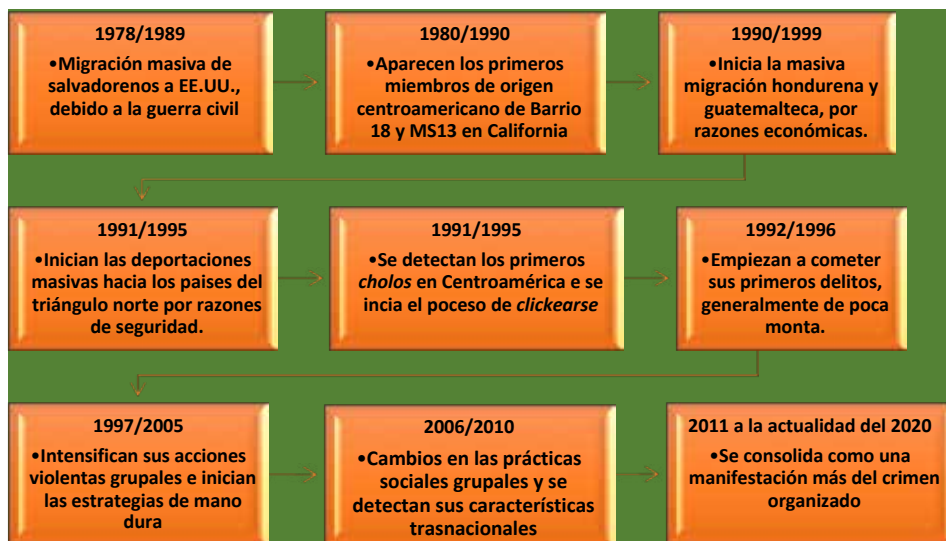 1978/1989
•Migración masiva de
salvadorenos a EE.UU.,
debido a la guerra civil
1980/1990
•Aparecen los primeros
miembros de origen
centroamericano de Barrio
18 y MS13 en California
1990/1999
•Inicia la masiva
migración hondurena y
guatemalteca, por
razones económicas.
1991/1995
•Inician las deportaciones
masivas hacia los paises del
triángulo norte por razones
de seguridad.
1991/1995
•Se detectan los primeros
cholos en Centroamérica e se
incia el poceso de clickearse
1992/1996
•Empiezan a cometer
sus primeros delitos,
generalmente de poca
monta.
1997/2005
•Intensifican sus acciones
violentas grupales e inician
las estrategias de mano
dura
2006/2010
•Cambios en las prácticas
sociales grupales y se
detectan sus características
trasnacionales
2011 a la actualidad del 2020
•Se consolida como una
manifestación más del crimen
organizado